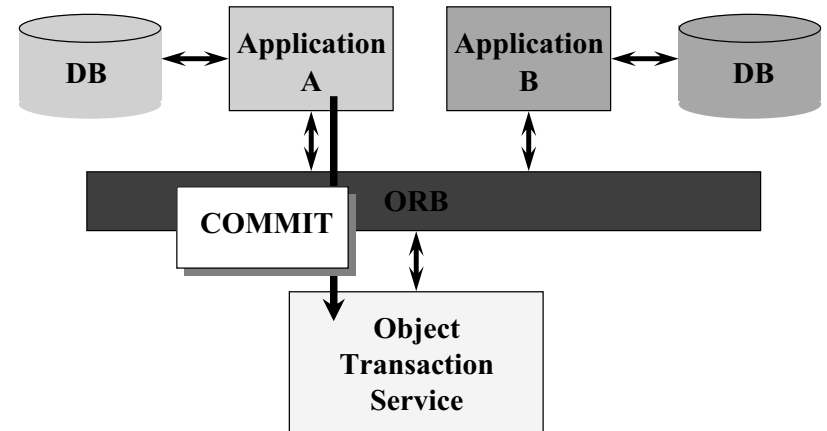 DB
Application
A
Application
B
DB
ORB
COMMIT
Object
Transaction
Service